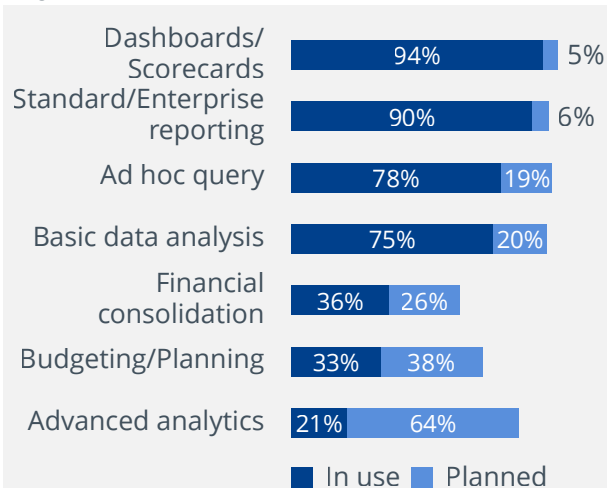 Dashboards/
Scorecards
94% 5%
Standard/Enterprise
reporting
90% 6%
Ad hoc query
78% 19%
Basic data analysis
75% 20%
Financial
consolidation
36% 26%
Budgeting/Planning
33% 38%
Advanced analytics
21% 64%
In use Planned